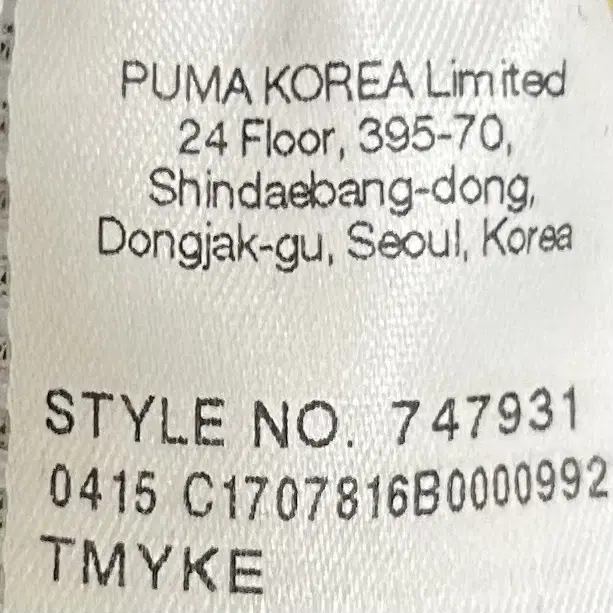 PUMA KOREA Limited
24 Floor, 395-70,
Shindaebang-dong,
Dongjak-gu, Seoul, Korea
STYLE NO. 747931
0415 C1707816B0000992
TMYKE